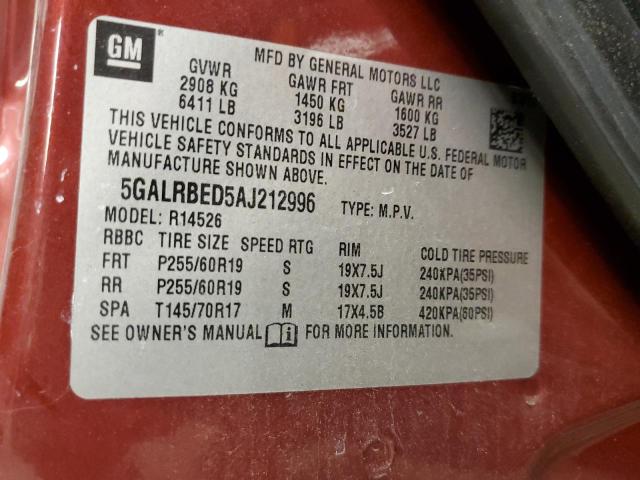 GM
MFD BY GENERAL MOTORS LLC
GVWR GAWR FRT GAWR RR
2908 KG 1450 KG 1600 KG
6411 LB 3196 LB 3527 LB
THIS VEHICLE CONFORMS TO ALL APPLICABLE U.S. FEDERAL MOTOR
VEHICLE SAFETY STANDARDS IN EFFECT ON THE DATE OF
MANUFACTURE SHOWN ABOVE.
5GALRBED5AJ212996 TYPE: M.P.V.
MODEL: R14526
RBBC TIRE SIZE SPEED RTG RIM COLD TIRE PRESSURE
FRT P255/60R19 S 19X7.5J 240KPA(35PSI)
RR P255/60R19 S 19X7.5J 240KPA(35PSI)
SPA T145/70R17 M 17X4.5B 420KPA(60PSI)
SEE OWNER'S MANUAL FOR MORE INFORMATION.